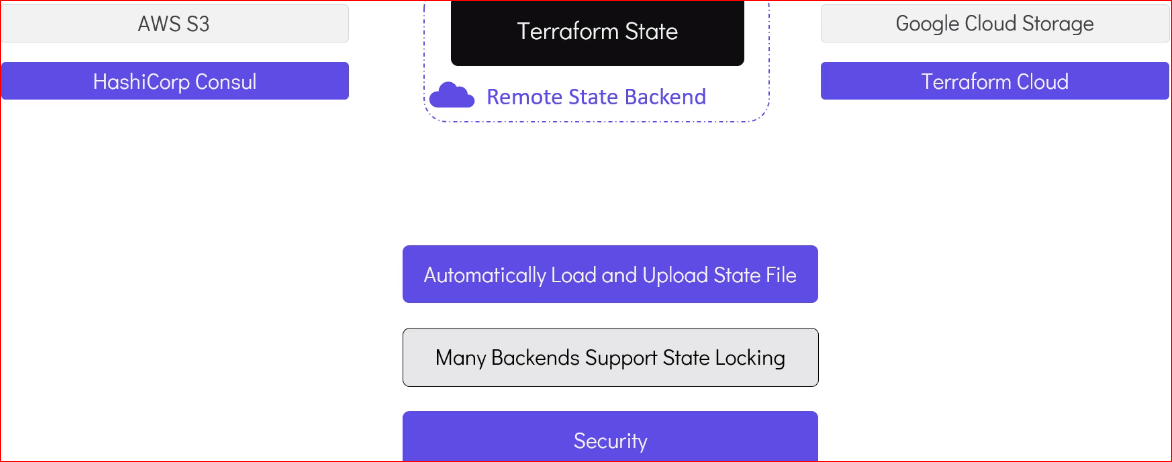 AWS S3
Terraform State
Google Cloud Storage
HashiCorp Consul
Remote State Backend
Terraform Cloud
Automatically Load and Upload State File
Many Backends Support State Locking
Security